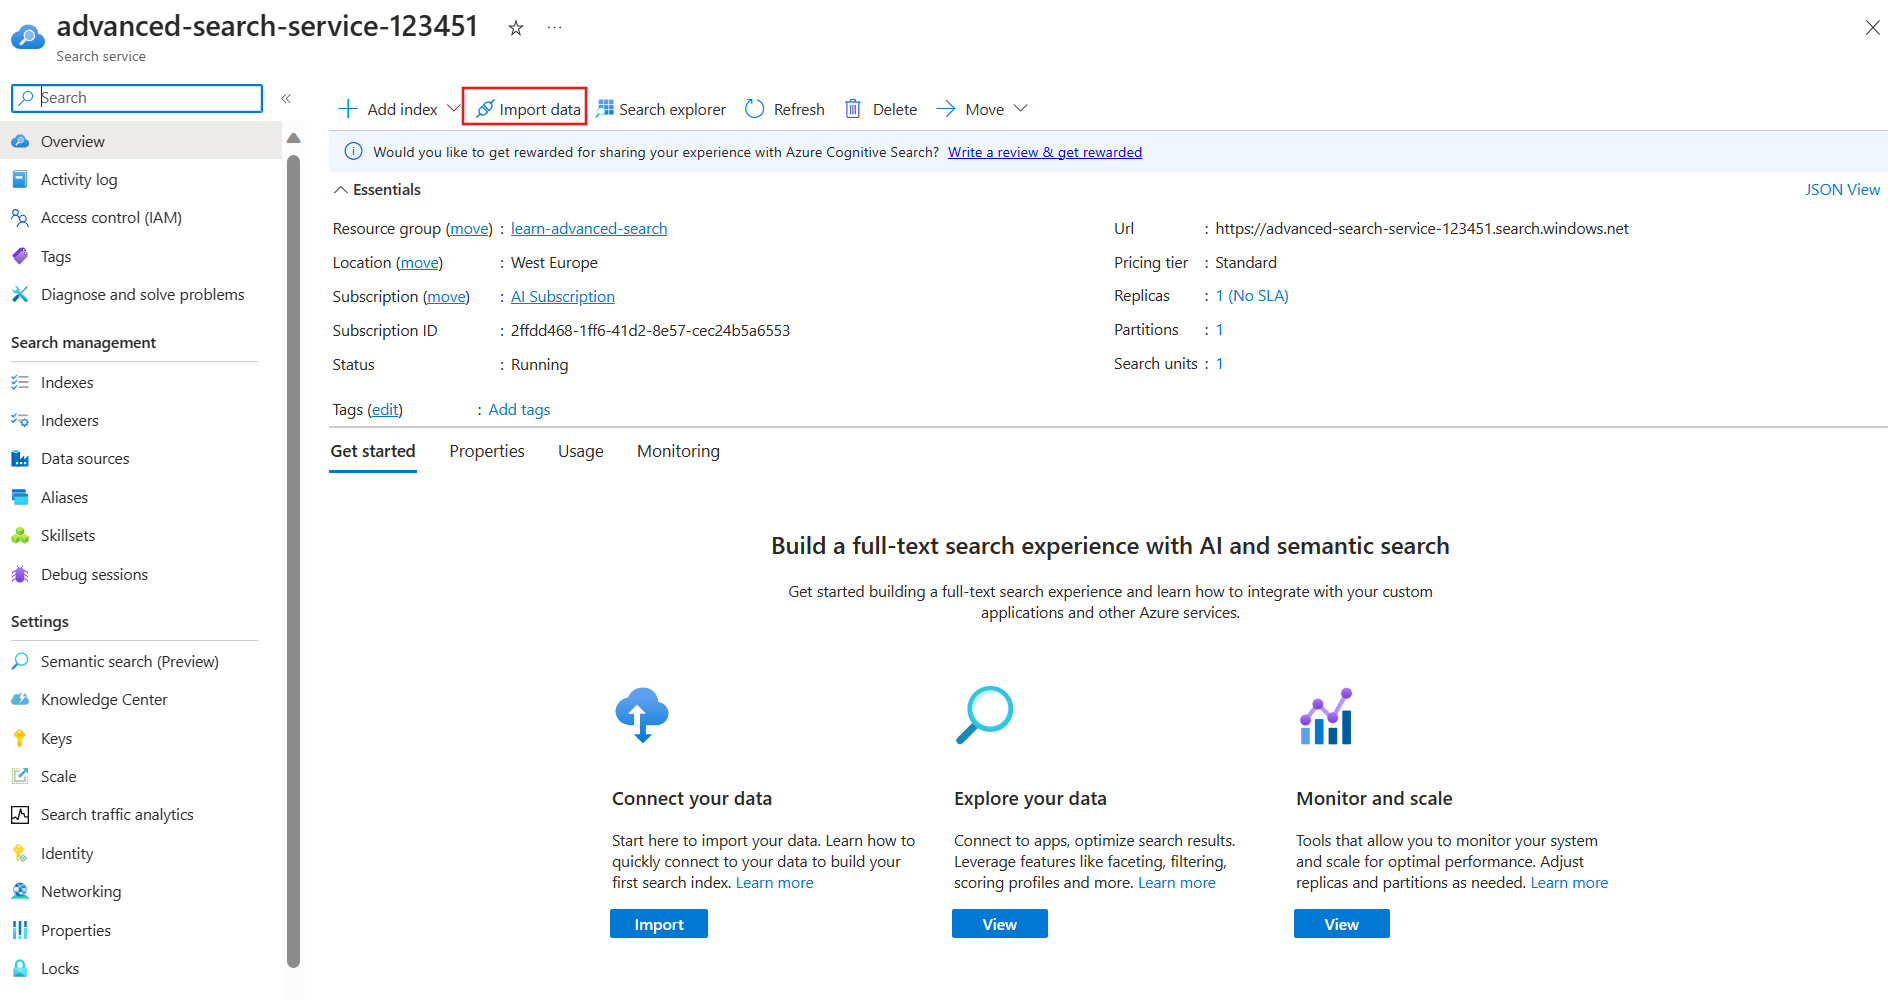 advanced-search-service-123451
Search service
Search
Add index
Import data
Search explorer
Refresh
Delete
Move
Would you like to get rewarded for sharing your experience with Azure Cognitive Search? Write a review & get rewarded
Overview
Activity log
Access control (IAM)
Tags
Diagnose and solve problems
Search management
Indexes
Indexers
Data sources
Aliases
Skillsets
Debug sessions
Settings
Semantic search (Preview)
Knowledge Center
Keys
Scale
Search traffic analytics
Identity
Networking
Properties
Locks
Essentials
JSON View
Resource group (move) : learn-advanced-search
Location (move) : West Europe
Subscription (move) : AI Subscription
Subscription ID : 2ffdd468-1ff6-41d2-8e57-cec24b5a6553
Status : Running
Url : https://advanced-search-service-123451.search.windows.net
Pricing tier : Standard
Replicas : 1 (No SLA)
Partitions : 1
Search units : 1
Tags (edit) : Add tags
Get started
Properties
Usage
Monitoring
Build a full-text search experience with AI and semantic search
Get started building a full-text search experience and learn how to integrate with your custom
applications and other Azure services.
Connect your data
Start here to import your data. Learn how to
quickly connect to your data to build your
first search index. Learn more
Import
Explore your data
Connect to apps, optimize search results.
Leverage features like faceting, filtering,
scoring profiles and more. Learn more
View
Monitor and scale
Tools that allow you to monitor your system
and scale for optimal performance. Adjust
replicas and partitions as needed. Learn more
View